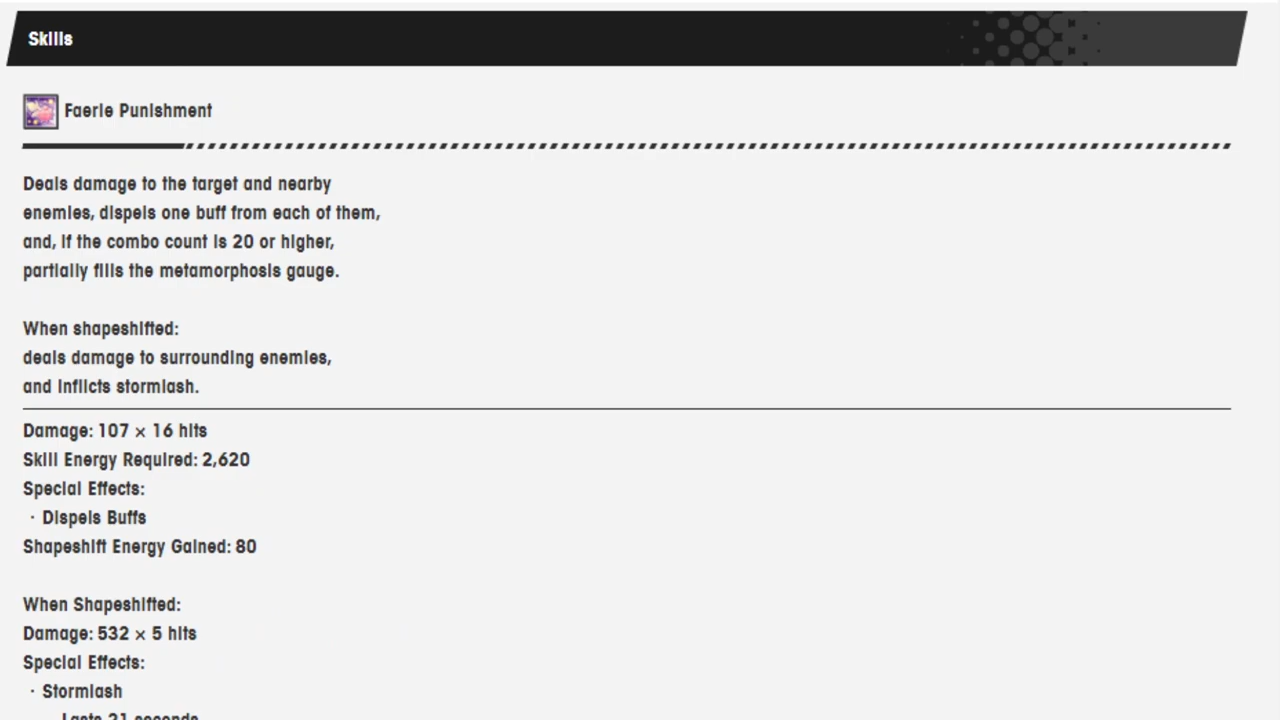 Skills
Faerie Punishment
Deals damage to the target and nearby
enemies, dispels one buff from each of them,
and, if the combo count is 20 or higher,
partially fills the metamorphosis gauge.
When shapeshifted:
deals damage to surrounding enemies,
and inflicts stormlash.
Damage: 107 × 16 hits
Skill Energy Required: 2,620
Special Effects:
· Dispels Buffs
Shapeshift Energy Gained: 80
When Shapeshifted:
Damage: 532 × 5 hits
Special Effects:
· Stormlash
Lasts 21 seconds